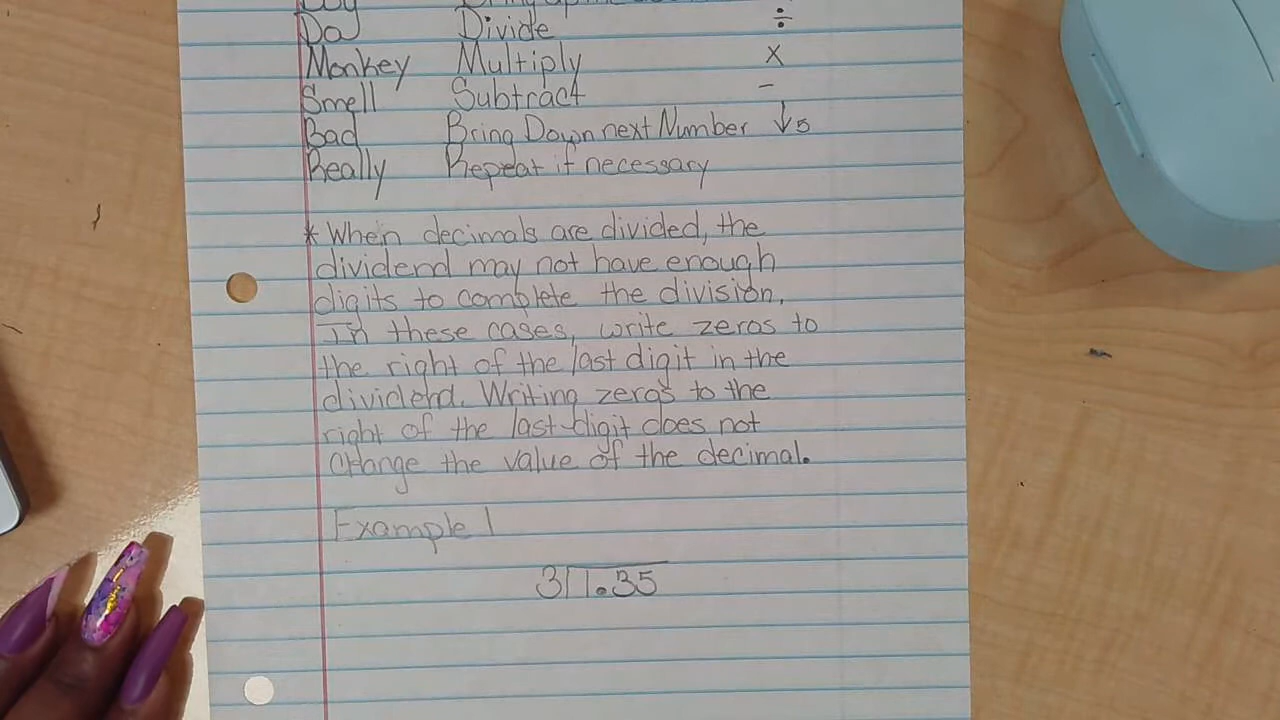 Do Divide ÷
Monkey Multiply x
Smell Subtract -
Bad Bring Down next Number ↓5
Really Repeat if necessary
* When decimals are divided, the
dividend may not have enough
digits to complete the division.
In these cases, write zeros to
the right of the last digit in the
dividend. Writing zeros to the
right of the last digit does not
change the value of the decimal.
Example 1
3|1.35